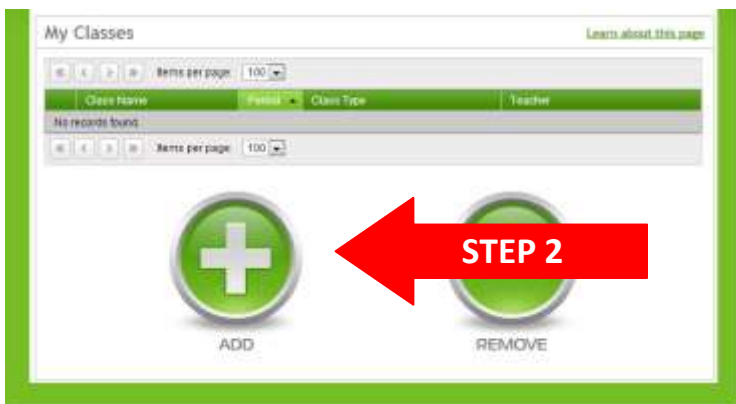 My Classes Learn about this page
« < > » Items per page 100
Class Name Period Class Type Teacher
No records found.
« < > » Items per page 100
STEP 2
ADD REMOVE